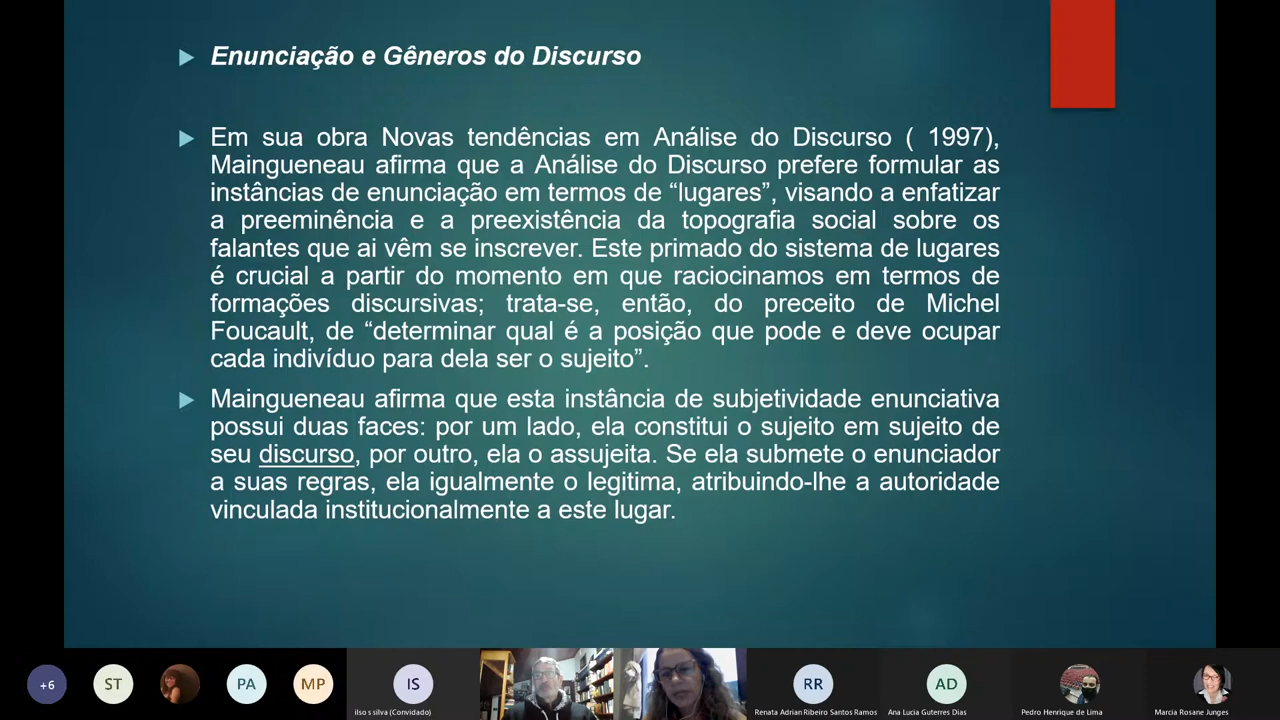 Enunciação e Gêneros do Discurso
Em sua obra Novas tendências em Análise do Discurso ( 1997),
Maingueneau afirma que a Análise do Discurso prefere formular as
instâncias de enunciação em termos de “lugares”, visando a enfatizar
a preeminência e a preexistência da topografia social sobre os
falantes que ai vêm se inscrever. Este primado do sistema de lugares
é crucial a partir do momento em que raciocinamos em termos de
formações discursivas; trata-se, então, do preceito de Michel
Foucault, de “determinar qual é a posição que pode e deve ocupar
cada indivíduo para dela ser o sujeito”.
Maingueneau afirma que esta instância de subjetividade enunciativa
possui duas faces: por um lado, ela constitui o sujeito em sujeito de
seu discurso, por outro, ela o assujeita. Se ela submete o enunciador
a suas regras, ela igualmente o legitima, atribuindo-lhe a autoridade
vinculada institucionalmente a este lugar.
+6
ST
PA
MP
IS
RR
AD
ilso s silva (Convidado)
Renata Adrian Ribeiro Santos Ramos
Ana Lucia Guterres Dias
Pedro Henrique de Lima
Marcia Rosane Junges